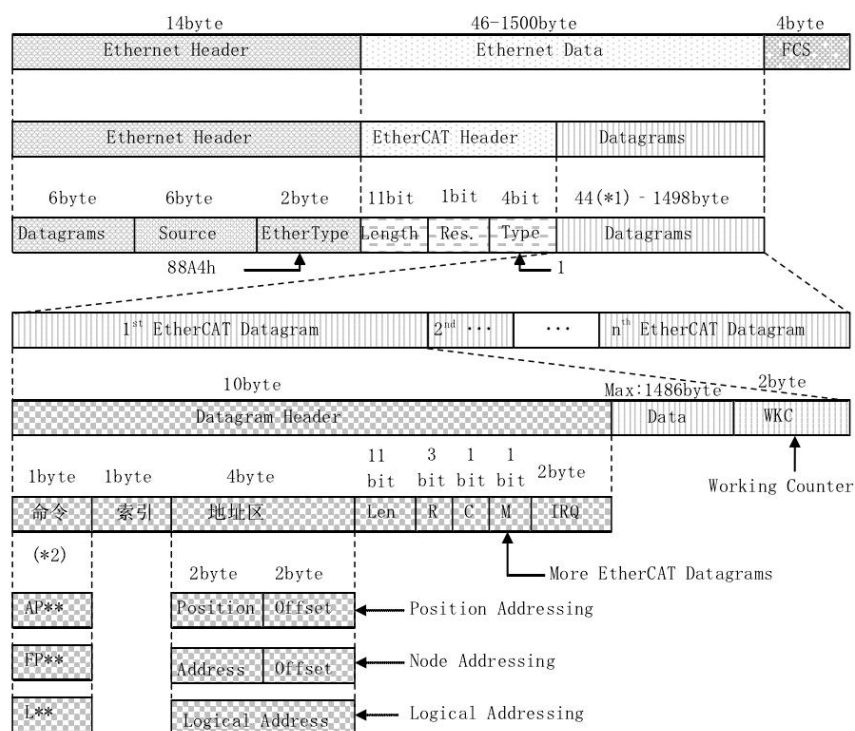 14byte 46-1500byte 4byte
Ethernet Header Ethernet Data FCS
Ethernet Header EtherCAT Header Datagrams
6byte 6byte 2byte 11bit 1bit 4bit 44(*1) - 1498byte
Datagrams Source EtherType Length Res. Type Datagrams
88A4h 1
1st EtherCAT Datagram 2nd ··· ··· nth EtherCAT Datagram
10byte Max:1486byte 2byte
Datagram Header Data WKC
11 3 1 1
1byte 1byte 4byte bit bit bit bit 2byte
Working Counter
命令 索引 地址区 Len R C M IRQ
(*2)
2byte 2byte More EtherCAT Datagrams
AP** Position Offset Position Addressing
FP** Address Offset Node Addressing
L** Logical Address Logical Addressing